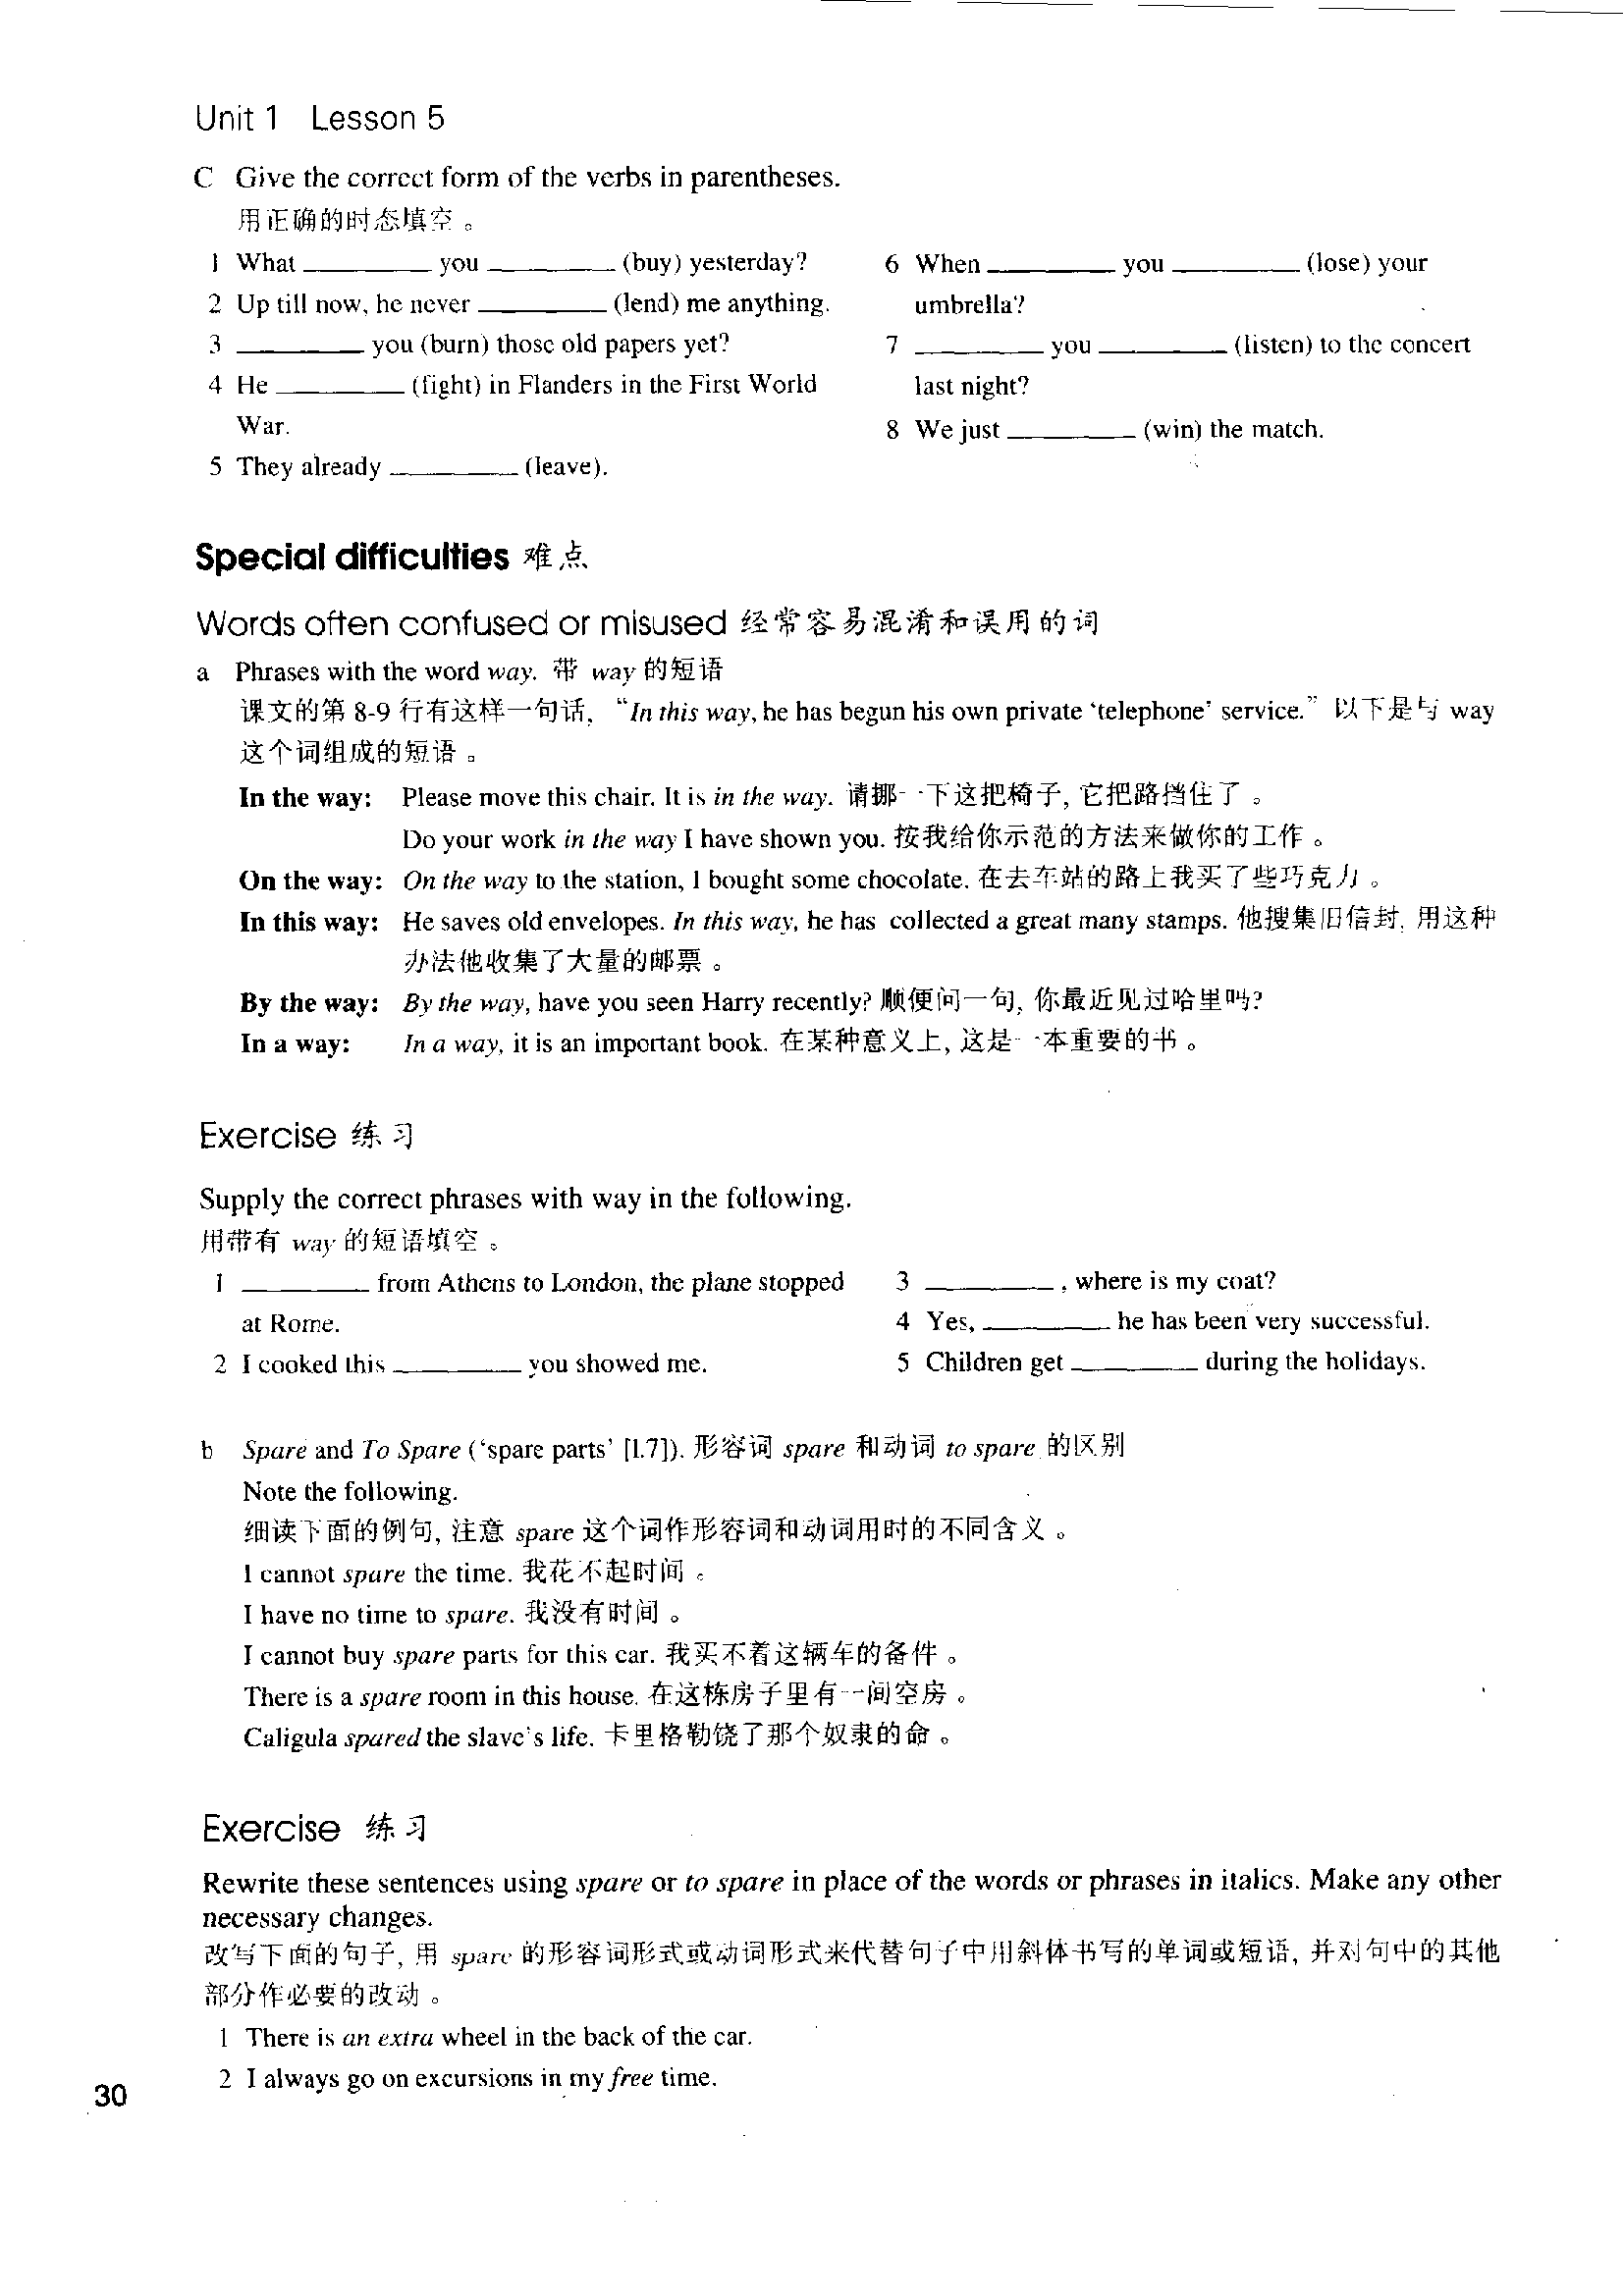 Unit 1 Lesson 5
C Give the correct form of the verbs in parentheses.
用正确的时态填空。
1 What ________ you ________ (buy) yesterday?
2 Up till now, he never ________ (lend) me anything.
3 ________ you (burn) those old papers yet?
4 He ________ (fight) in Flanders in the First World
War.
5 They already ________ (leave).
6 When ________ you ________ (lose) your
umbrella?
7 ________ you ________ (listen) to the concert
last night?
8 We just ________ (win) the match.
Special difficulties 难点
Words often confused or misused 经常容易混淆和误用的词
a Phrases with the word way. 带 way 的短语
课文的第 8-9 行有这样一句话, “In this way, he has begun his own private ‘telephone’ service.” 以下是与 way
这个词组成的短语。
In the way: Please move this chair. It is in the way. 请挪一下这把椅子, 它把路挡住了。
Do your work in the way I have shown you. 按我给你示范的方法来做你的工作。
On the way: On the way to the station, I bought some chocolate. 在去车站的路上我买了些巧克力。
In this way: He saves old envelopes. In this way, he has collected a great many stamps. 他搜集旧信封, 用这种
办法他收集了大量的邮票。
By the way: By the way, have you seen Harry recently? 顺便问一句, 你最近见过哈里吗?
In a way: In a way, it is an important book. 在某种意义上, 这是一本重要的书。
Exercise 练习
Supply the correct phrases with way in the following.
用带有 way 的短语填空。
1 ________ from Athens to London, the plane stopped
at Rome.
2 I cooked this ________ you showed me.
3 ________ , where is my coat?
4 Yes, ________ he has been very successful.
5 Children get ________ during the holidays.
b Spare and To Spare (‘spare parts’ [1.7]). 形容词 spare 和动词 to spare 的区别
Note the following.
细读下面的例句, 注意 spare 这个词作形容词和动词用时的不同含义。
I cannot spare the time. 我花不起时间。
I have no time to spare. 我没有时间。
I cannot buy spare parts for this car. 我买不着这辆车的备件。
There is a spare room in this house. 在这栋房子里有一间空房。
Caligula spared the slave's life. 卡里格勒饶了那个奴隶的命。
Exercise 练习
Rewrite these sentences using spare or to spare in place of the words or phrases in italics. Make any other
necessary changes.
改写下面的句子, 用 spare 的形容词形式或动词形式来代替句子中用斜体书写的单词或短语, 并对句中的其他
部分作必要的改动。
1 There is an extra wheel in the back of the car.
2 I always go on excursions in my free time.
30